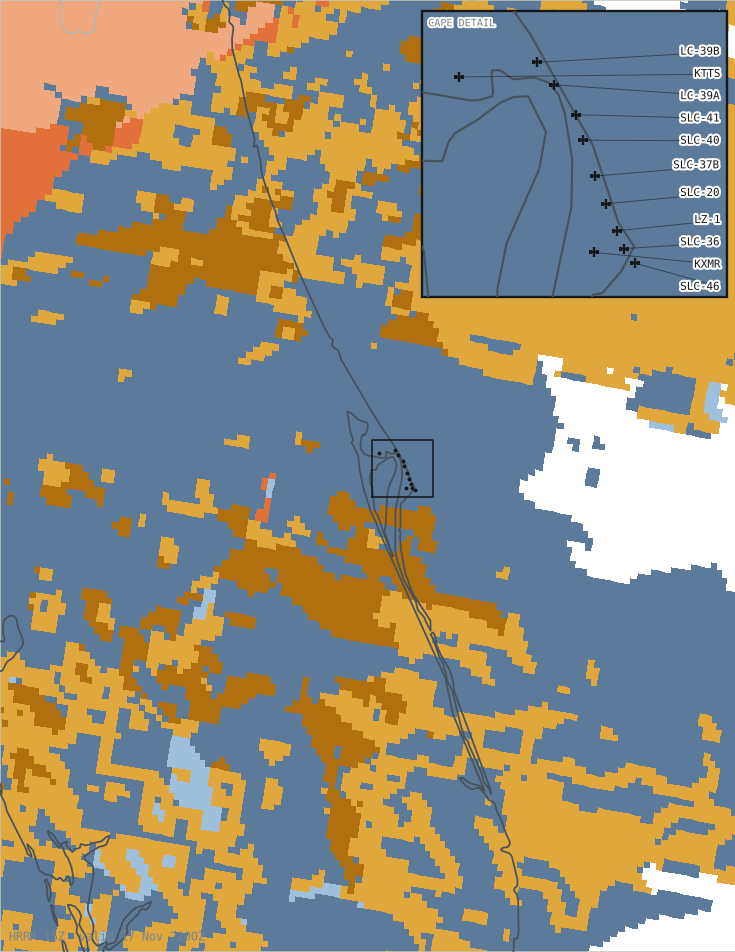 CAPE DETAIL
LC-39B
KTTS
LC-39A
SLC-41
SLC-40
SLC-37B
SLC-20
LZ-1
SLC-36
KXMR
SLC-46
Nov